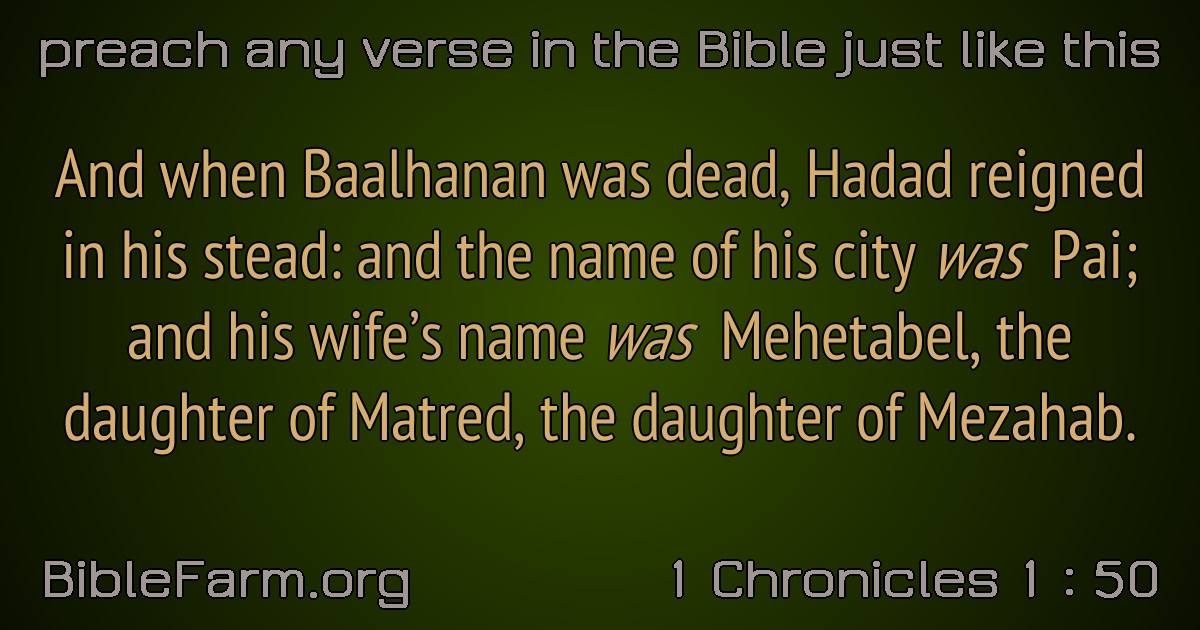 preach any verse in the Bible just like this
And when Baalhanan was dead, Hadad reigned
in his stead: and the name of his city was Pai;
and his wife’s name was Mehetabel, the
daughter of Matred, the daughter of Mezahab.
BibleFarm.org
1 Chronicles 1 : 50